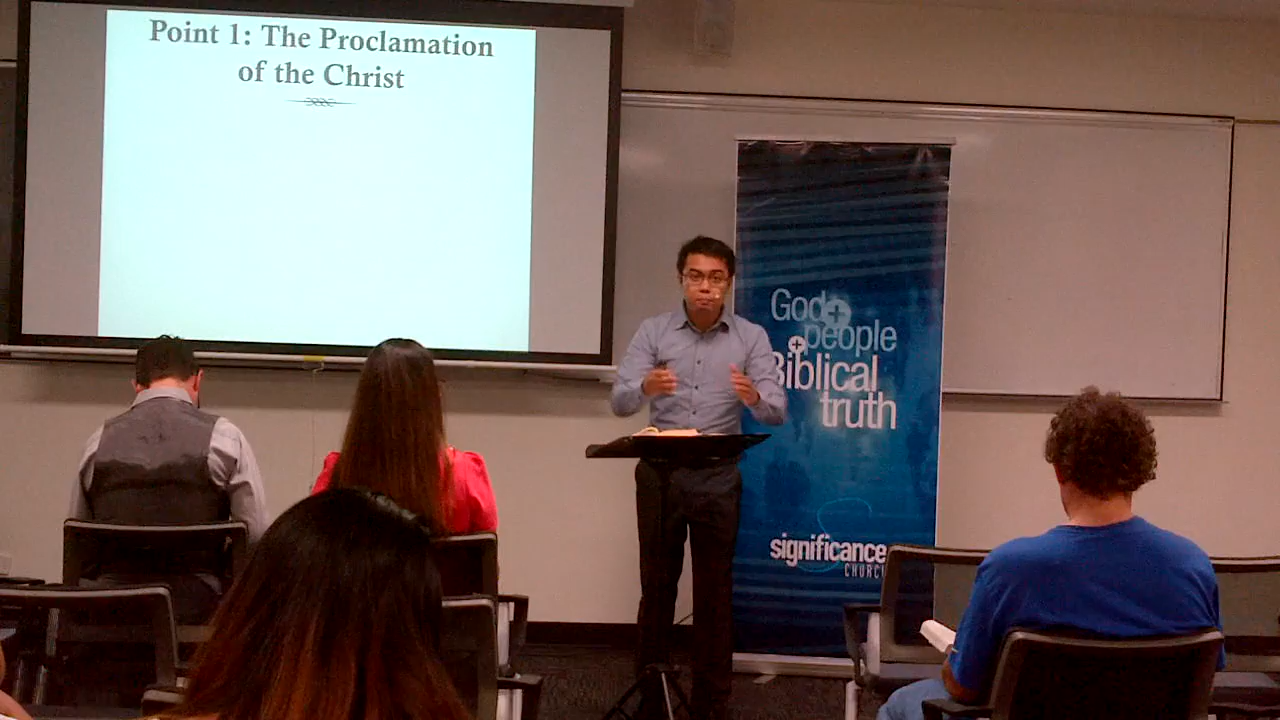 Point 1: The Proclamation
of the Christ
God+
people
+
Biblical
truth
significance
CHURCH